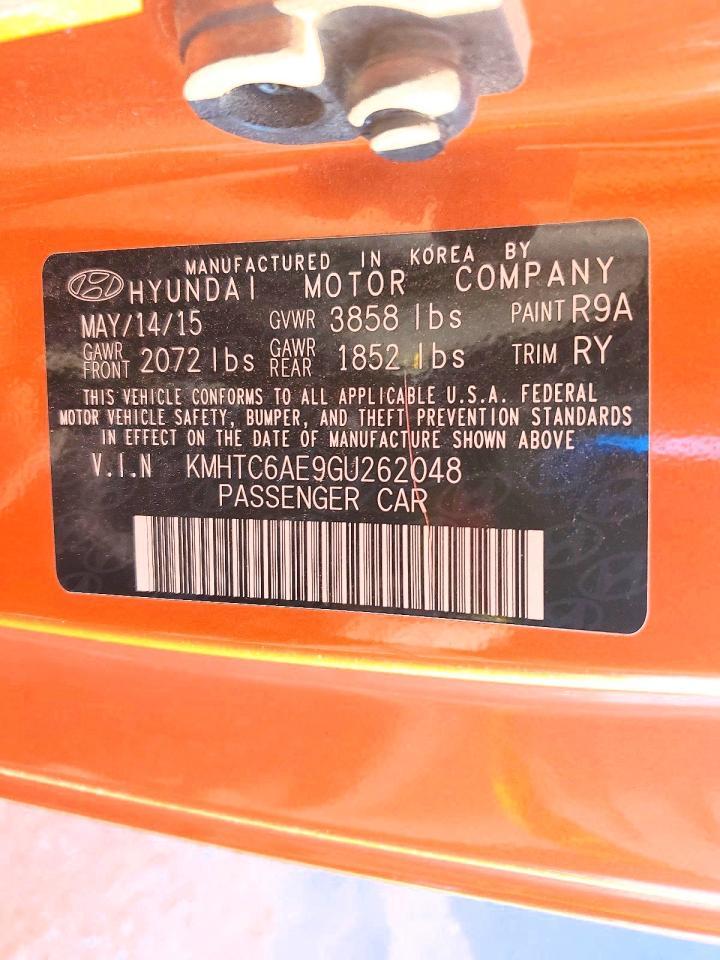 MANUFACTURED IN KOREA BY
HYUNDAI MOTOR COMPANY
MAY/14/15 GVWR 3858 lbs PAINT R9A
GAWR FRONT 2072 lbs GAWR REAR 1852 lbs TRIM RY
THIS VEHICLE CONFORMS TO ALL APPLICABLE U.S.A. FEDERAL
MOTOR VEHICLE SAFETY, BUMPER, AND THEFT PREVENTION STANDARDS
IN EFFECT ON THE DATE OF MANUFACTURE SHOWN ABOVE
V.I.N KMHTC6AE9GU262048
PASSENGER CAR